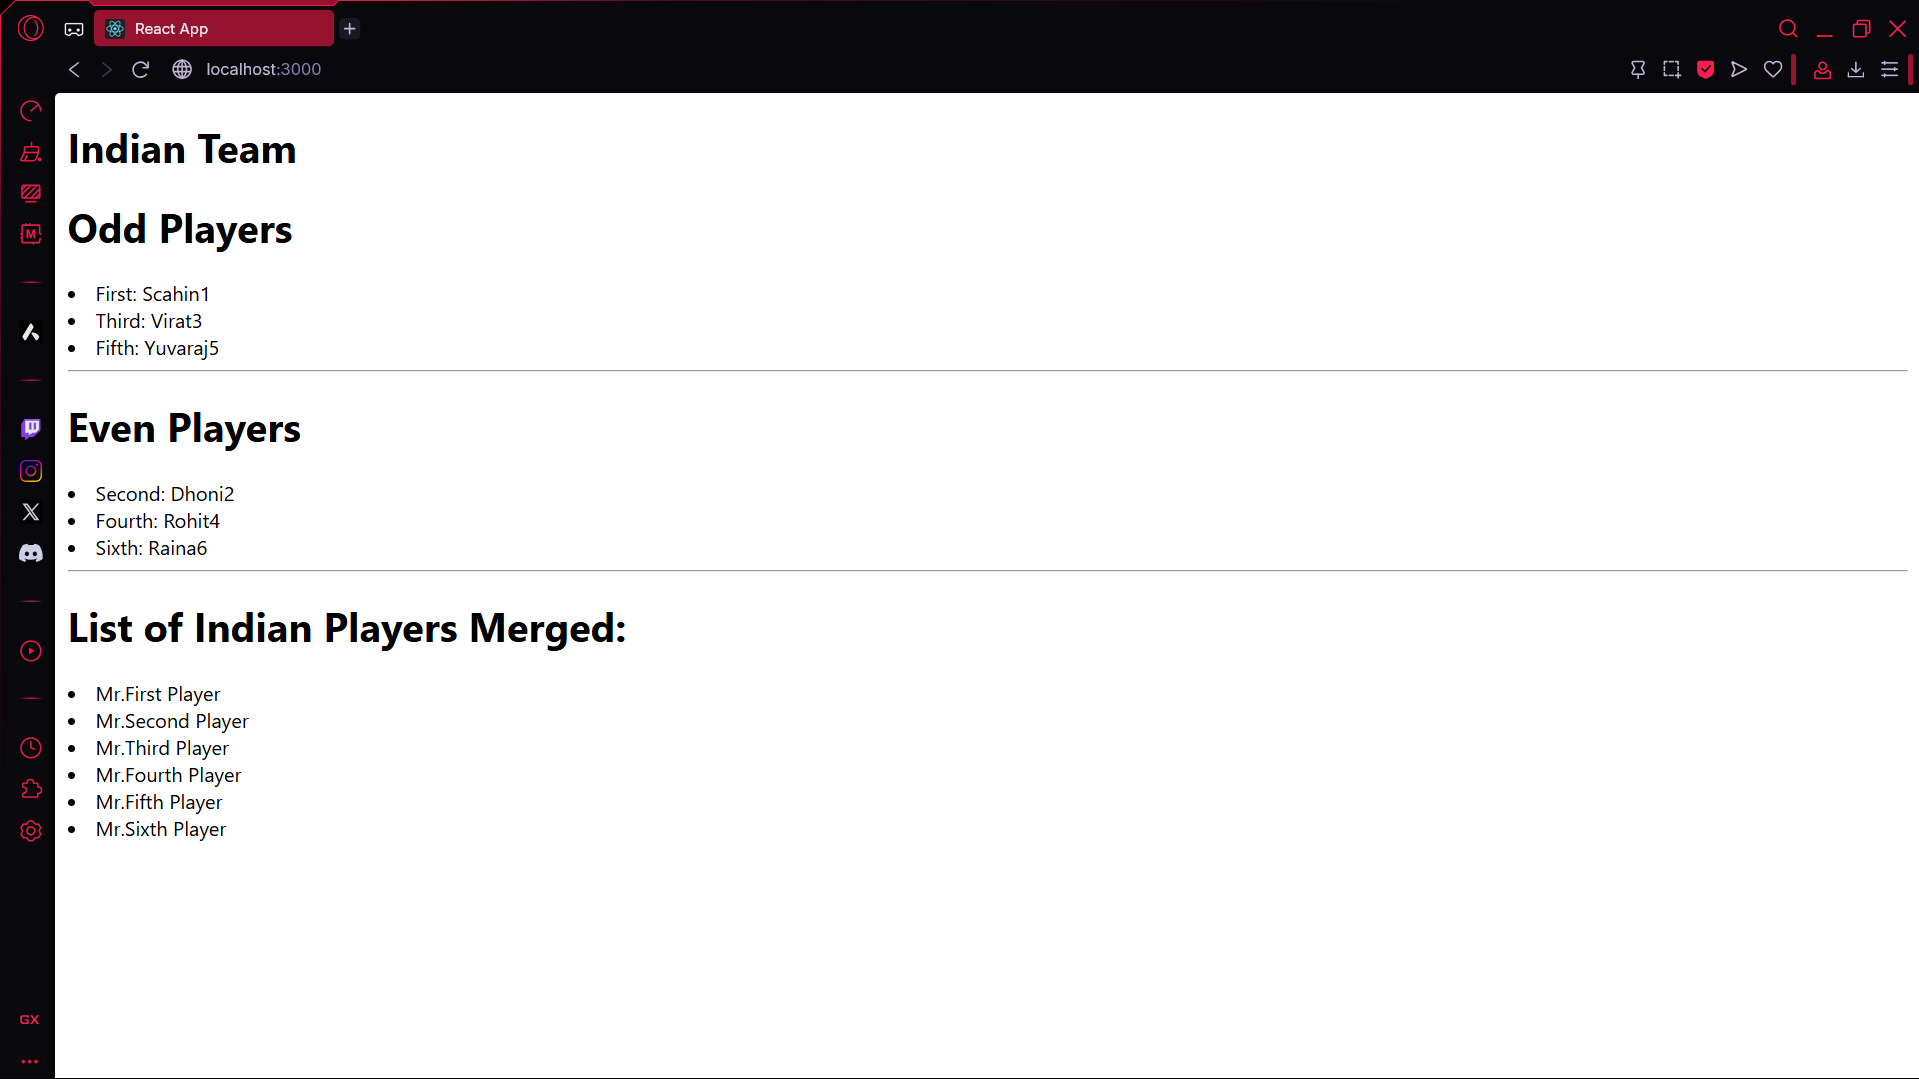 React App
localhost:3000
Indian Team
Odd Players
First: Scahin1
Third: Virat3
Fifth: Yuvaraj5
Even Players
Second: Dhoni2
Fourth: Rohit4
Sixth: Raina6
List of Indian Players Merged:
Mr.First Player
Mr.Second Player
Mr.Third Player
Mr.Fourth Player
Mr.Fifth Player
Mr.Sixth Player
M
GX